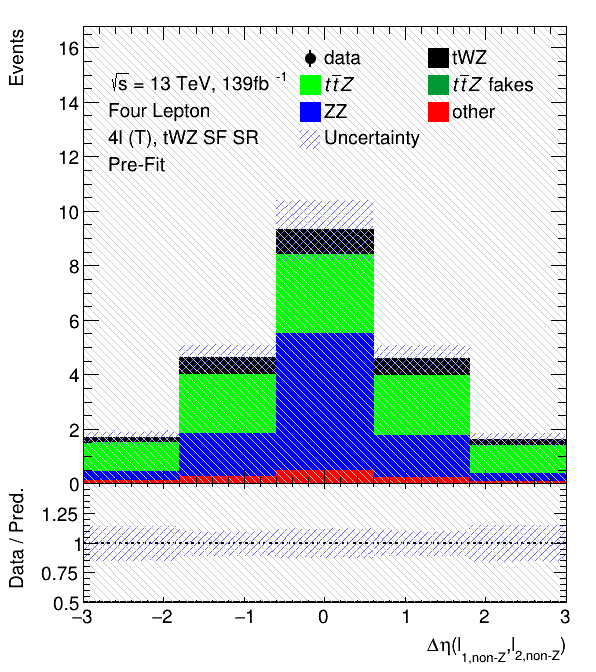 Events
16
14
12
10
8
6
4
2
0
√s = 13 TeV, 139fb⁻¹
Four Lepton
4l (T), tWZ SF SR
Pre-Fit
data
tWZ
tt̄Z
tt̄Z fakes
ZZ
other
Uncertainty
Data / Pred.
1.25
1
0.75
0.5
−3 −2 −1 0 1 2 3
Δη(l_1,non-Z,l_2,non-Z)